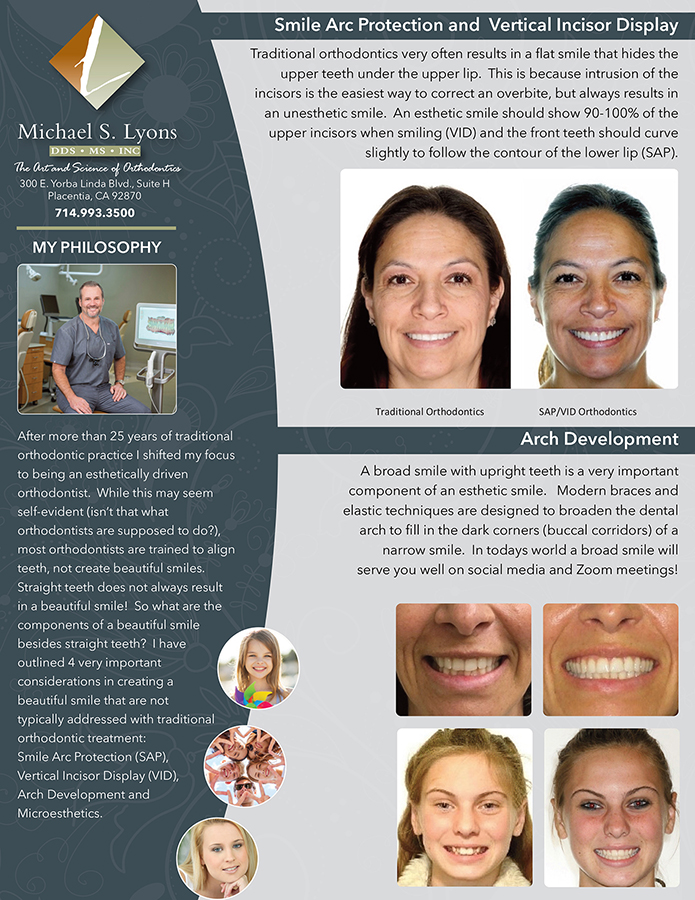 Michael S. Lyons
DDS • MS • INC
The Art and Science of Orthodontics
300 E. Yorba Linda Blvd., Suite H
Placentia, CA 92870
714.993.3500
MY PHILOSOPHY
After more than 25 years of traditional
orthodontic practice I shifted my focus
to being an esthetically driven
orthodontist.  While this may seem
self-evident (isn't that what
orthodontists are supposed to do?),
most orthodontists are trained to align
teeth, not create beautiful smiles.
Straight teeth does not always result
in a beautiful smile!  So what are the
components of a beautiful smile
besides straight teeth?  I have
outlined 4 very important
considerations in creating a
beautiful smile that are not
typically addressed with traditional
orthodontic treatment:
Smile Arc Protection (SAP),
Vertical Incisor Display (VID),
Arch Development and
Microesthetics.
Smile Arc Protection and  Vertical Incisor Display
Traditional orthodontics very often results in a flat smile that hides the
upper teeth under the upper lip.  This is because intrusion of the
incisors is the easiest way to correct an overbite, but always results in
an unesthetic smile.  An esthetic smile should show 90-100% of the
upper incisors when smiling (VID) and the front teeth should curve
slightly to follow the contour of the lower lip (SAP).
Traditional Orthodontics
SAP/VID Orthodontics
Arch Development
A broad smile with upright teeth is a very important
component of an esthetic smile.   Modern braces and
elastic techniques are designed to broaden the dental
arch to fill in the dark corners (buccal corridors) of a
narrow smile.  In todays world a broad smile will
serve you well on social media and Zoom meetings!